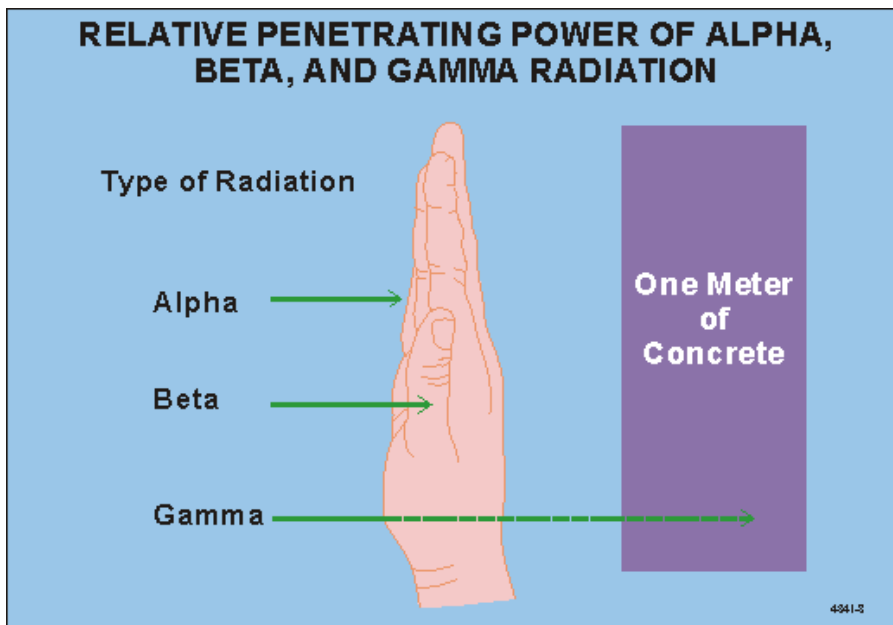 RELATIVE PENETRATING POWER OF ALPHA,
BETA, AND GAMMA RADIATION
Type of Radiation
Alpha
Beta
Gamma
One Meter
of
Concrete